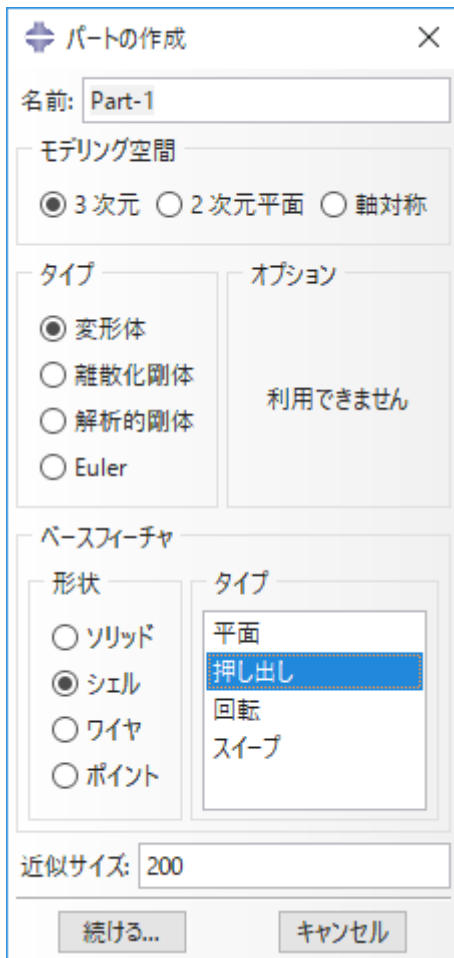 パートの作成
名前: Part-1
モデリング空間
3 次元 2 次元平面 軸対称
タイプ
変形体
離散化剛体
解析的剛体
Euler
オプション
利用できません
ベースフィーチャ
形状
ソリッド
シェル
ワイヤ
ポイント
タイプ
平面
押し出し
回転
スイープ
近似サイズ: 200
続ける... キャンセル